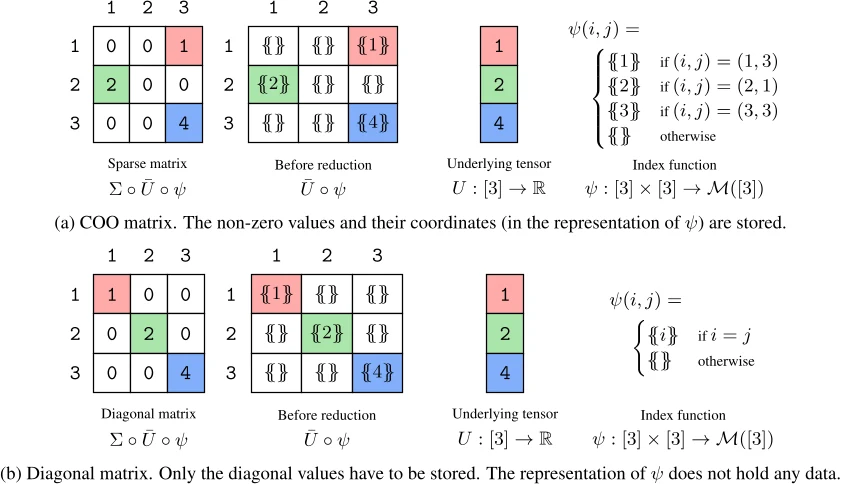 1 2 3 1 2 3
ψ(i, j) =
1 0 0 1 1 {{}} {{}} {{1}} 1 {{1}} if (i, j) = (1, 3)
2 2 0 0 2 {{2}} {{}} {{}} 2 {{2}} if (i, j) = (2, 1)
{{3}} if (i, j) = (3, 3)
3 0 0 4 3 {{}} {{}} {{4}} 4 {{}} otherwise
Sparse matrix Before reduction Underlying tensor Index function
Σ ∘ Ū ∘ ψ Ū ∘ ψ U : [3] → ℝ ψ : [3] × [3] → ℳ([3])
(a) COO matrix. The non-zero values and their coordinates (in the representation of ψ) are stored.
1 2 3 1 2 3
1 1 0 0 1 {{1}} {{}} {{}} 1 ψ(i, j) =
2 0 2 0 2 {{}} {{2}} {{}} 2 {{i}} if i = j
{{}} otherwise
3 0 0 4 3 {{}} {{}} {{4}} 4
Diagonal matrix Before reduction Underlying tensor Index function
Σ ∘ Ū ∘ ψ Ū ∘ ψ U : [3] → ℝ ψ : [3] × [3] → ℳ([3])
(b) Diagonal matrix. Only the diagonal values have to be stored. The representation of ψ does not hold any data.